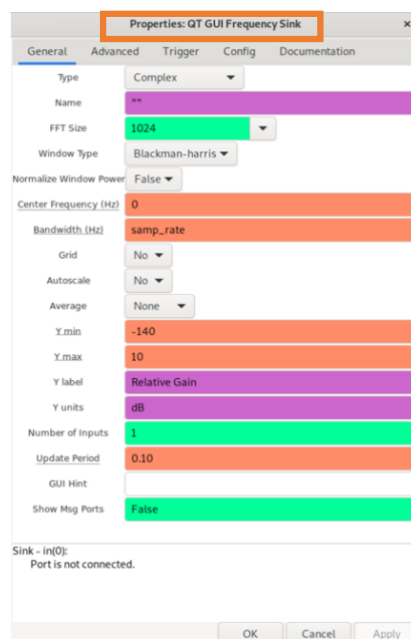 Properties: QT GUI Frequency Sink ×
General Advanced Trigger Config Documentation
Type Complex
Name ""
FFT Size 1024
Window Type Blackman-harris
Normalize Window Power False
Center Frequency (Hz) 0
Bandwidth (Hz) samp_rate
Grid No
Autoscale No
Average None
Y min -140
Y max 10
Y label Relative Gain
Y units dB
Number of Inputs 1
Update Period 0.10
GUI Hint
Show Msg Ports False
Sink - in(0):
Port is not connected.
OK Cancel Apply